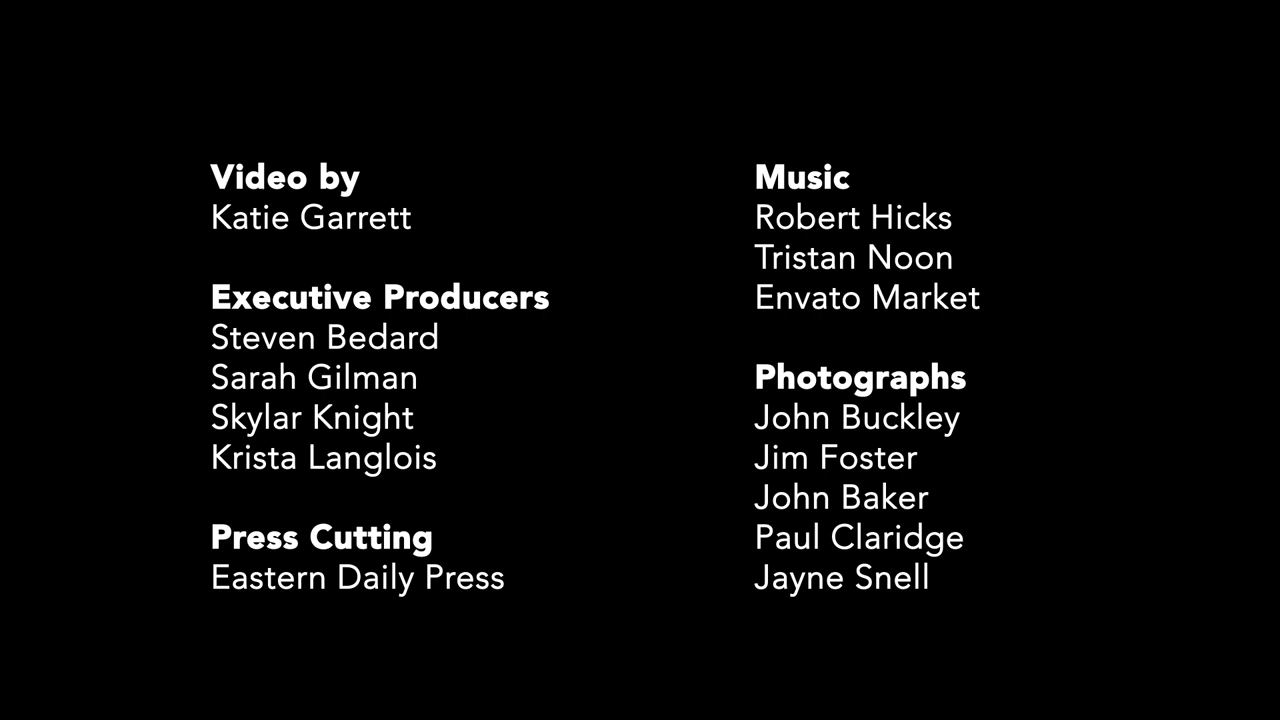 Video by
Katie Garrett
Executive Producers
Steven Bedard
Sarah Gilman
Skylar Knight
Krista Langlois
Press Cutting
Eastern Daily Press
Music
Robert Hicks
Tristan Noon
Envato Market
Photographs
John Buckley
Jim Foster
John Baker
Paul Claridge
Jayne Snell